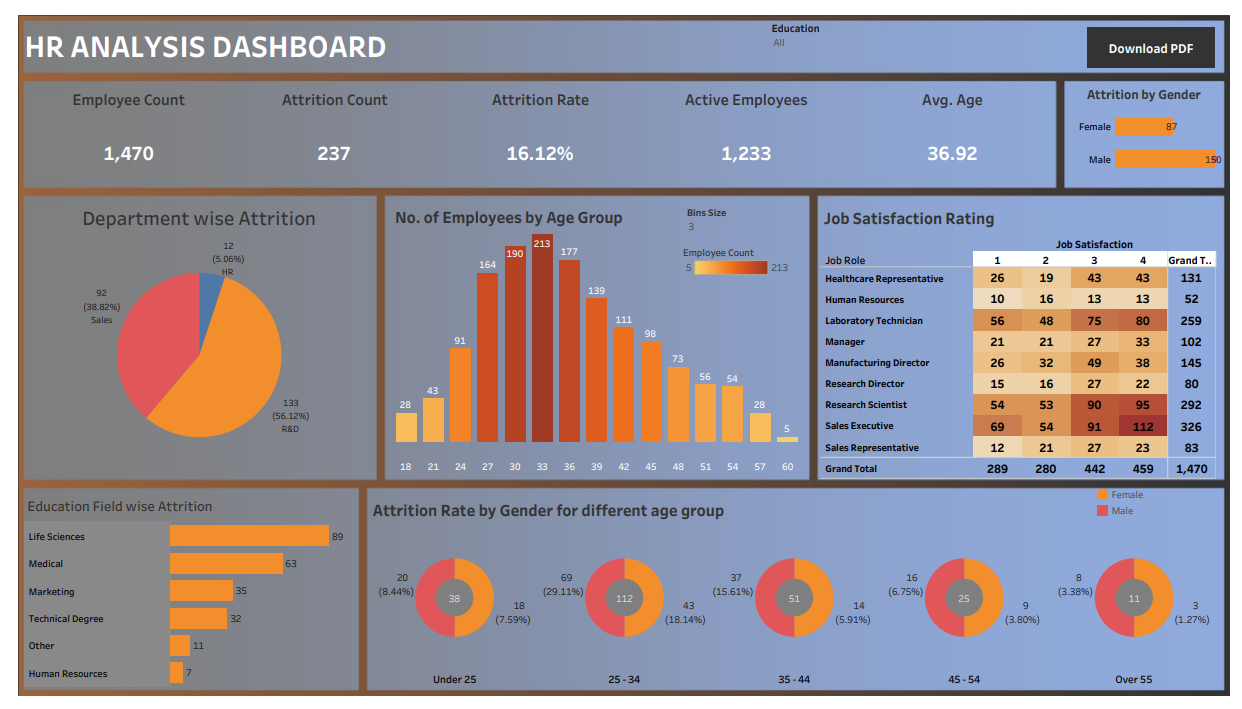 HR ANALYSIS DASHBOARD
Education
All
Download PDF
Employee Count
1,470
Attrition Count
237
Attrition Rate
16.12%
Active Employees
1,233
Avg. Age
36.92
Attrition by Gender
Female 87
Male 150
Department wise Attrition
12
(5.06%)
HR
92
(38.82%)
Sales
133
(56.12%)
R&D
No. of Employees by Age Group
Bins Size
3
Employee Count
5 213
28 43 91 164 190 213 177 139 111 98 73 56 54 28 5
18 21 24 27 30 33 36 39 42 45 48 51 54 57 60
Job Satisfaction Rating
Job Satisfaction
Job Role 1 2 3 4 Grand T..
Healthcare Representative 26 19 43 43 131
Human Resources 10 16 13 13 52
Laboratory Technician 56 48 75 80 259
Manager 21 21 27 33 102
Manufacturing Director 26 32 49 38 145
Research Director 15 16 27 22 80
Research Scientist 54 53 90 95 292
Sales Executive 69 54 91 112 326
Sales Representative 12 21 27 23 83
Grand Total 289 280 442 459 1,470
Education Field wise Attrition
Life Sciences 89
Medical 63
Marketing 35
Technical Degree 32
Other 11
Human Resources 7
Attrition Rate by Gender for different age group
Female
Male
20
(8.44%)
38
18
(7.59%)
Under 25
69
(29.11%)
112
43
(18.14%)
25 - 34
37
(15.61%)
51
14
(5.91%)
35 - 44
16
(6.75%)
25
9
(3.80%)
45 - 54
8
(3.38%)
11
3
(1.27%)
Over 55